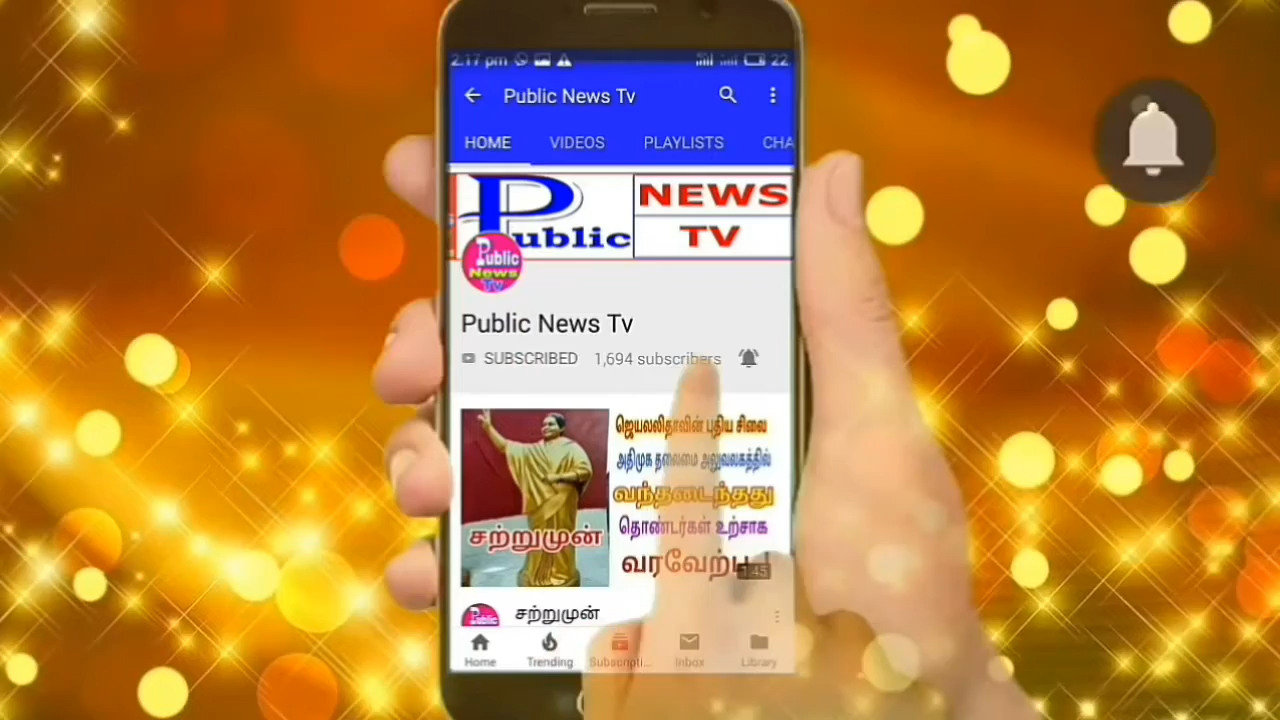 2.17 pm 22
Public News Tv
HOME VIDEOS PLAYLISTS CHA
Public
NEWS
TV
Public
News
Tv
Public News Tv
SUBSCRIBED 1,694 subscribers
ஜெயலலிதாவின் புதிய சிலை
அதிமுக தலைமை அலுவலகத்தில்
வந்தடைந்தது
தொண்டர்கள் உற்சாக
சற்றுமுன்
1:45
Public
சற்றுமுன்
Home Trending Subscripti... Inbox Library